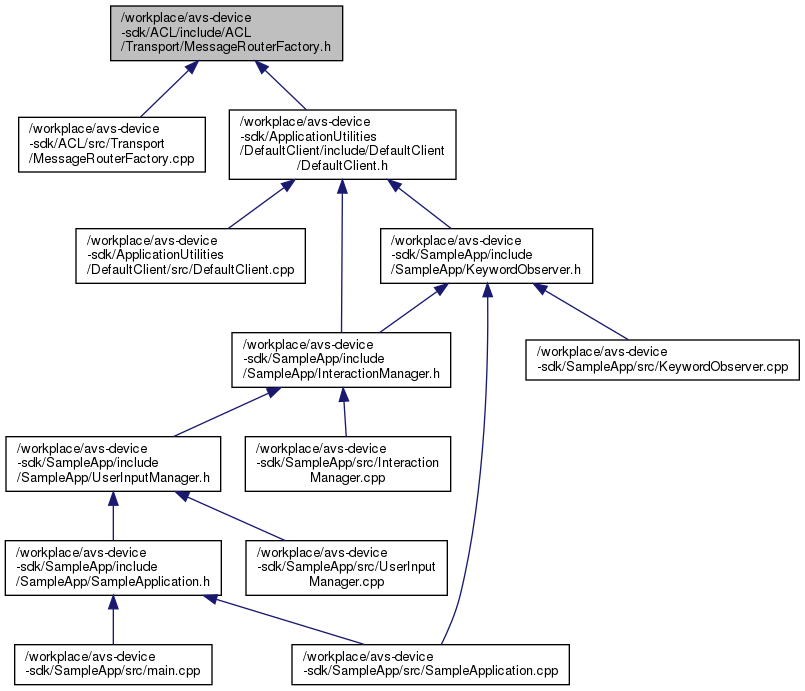 /workplace/avs-device
-sdk/ACL/include/ACL
/Transport/MessageRouterFactory.h
/workplace/avs-device
-sdk/ACL/src/Transport
/MessageRouterFactory.cpp
/workplace/avs-device
-sdk/ApplicationUtilities
/DefaultClient/include/DefaultClient
/DefaultClient.h
/workplace/avs-device
-sdk/ApplicationUtilities
/DefaultClient/src/DefaultClient.cpp
/workplace/avs-device
-sdk/SampleApp/include
/SampleApp/KeywordObserver.h
/workplace/avs-device
-sdk/SampleApp/include
/SampleApp/InteractionManager.h
/workplace/avs-device
-sdk/SampleApp/src/KeywordObserver.cpp
/workplace/avs-device
-sdk/SampleApp/include
/SampleApp/UserInputManager.h
/workplace/avs-device
-sdk/SampleApp/src/Interaction
Manager.cpp
/workplace/avs-device
-sdk/SampleApp/include
/SampleApp/SampleApplication.h
/workplace/avs-device
-sdk/SampleApp/src/UserInput
Manager.cpp
/workplace/avs-device
-sdk/SampleApp/src/main.cpp
/workplace/avs-device
-sdk/SampleApp/src/SampleApplication.cpp